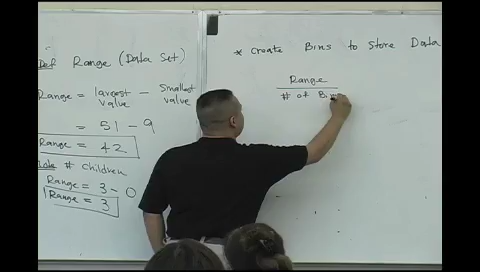 Def Range (Data Set)
Range = largest value - smallest value
= 51 - 9
Range = 42
# children
Range = 3 - 0
Range = 3
* Create Bins to Store Data
Range
# of Bin